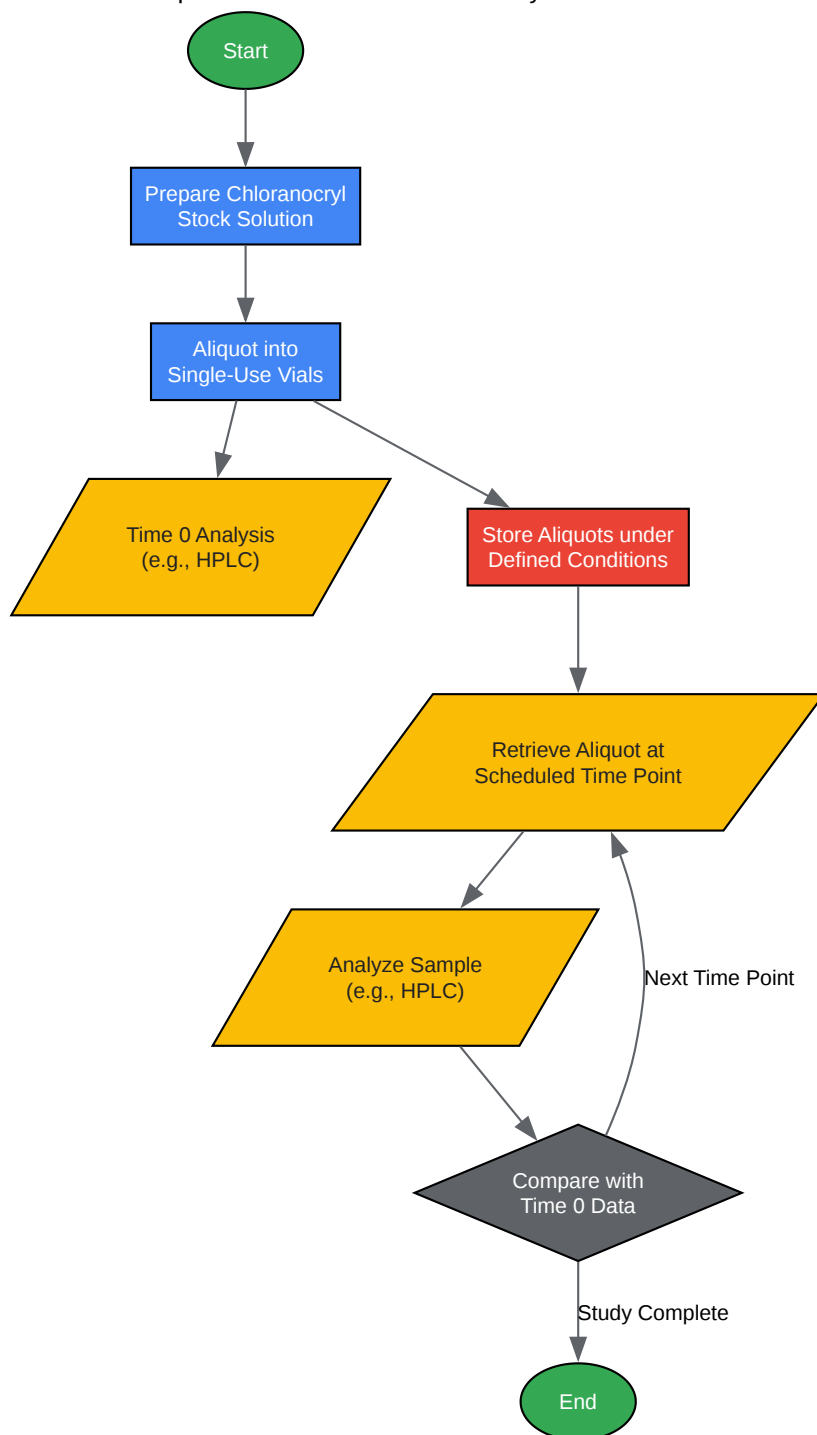 Start
Prepare Chloranocryl
Stock Solution
Aliquot into
Single-Use Vials
Time 0 Analysis
(e.g., HPLC)
Store Aliquots under
Defined Conditions
Retrieve Aliquot at
Scheduled Time Point
Analyze Sample
(e.g., HPLC)
Next Time Point
Compare with
Time 0 Data
Study Complete
End